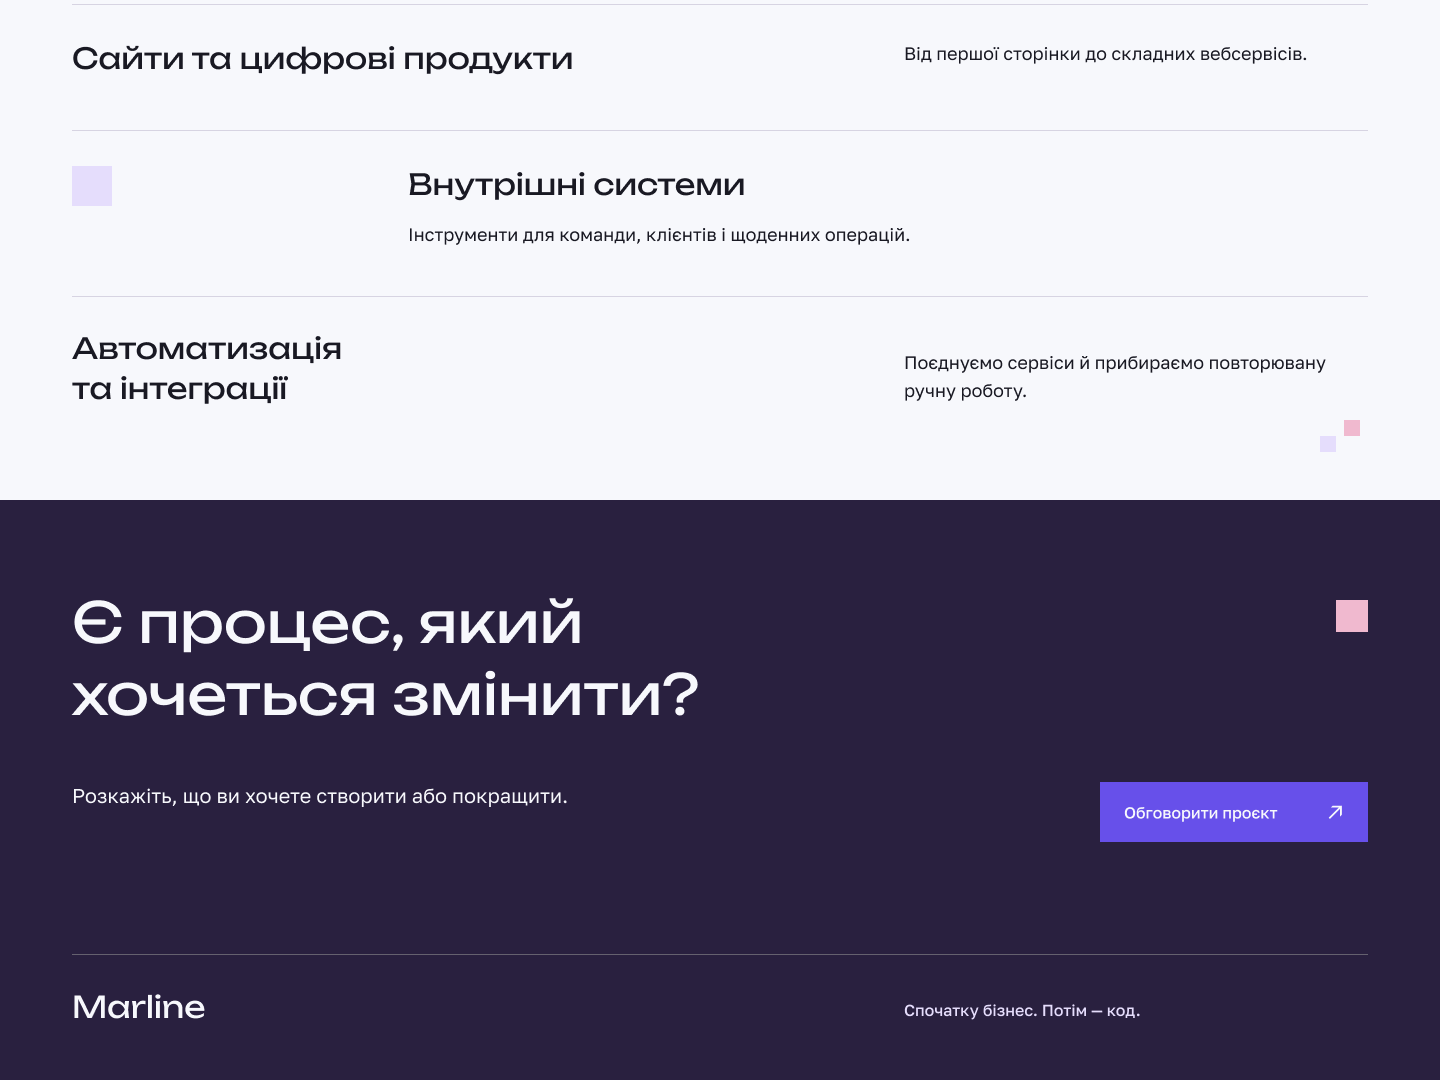 Сайти та цифрові продукти
Від першої сторінки до складних вебсервісів.
Внутрішні системи
Інструменти для команди, клієнтів і щоденних операцій.
Автоматизація
та інтеграції
Поєднуємо сервіси й прибираємо повторювану
ручну роботу.
Є процес, який
хочеться змінити?
Розкажіть, що ви хочете створити або покращити.
Обговорити проєкт
Marline
Спочатку бізнес. Потім — код.